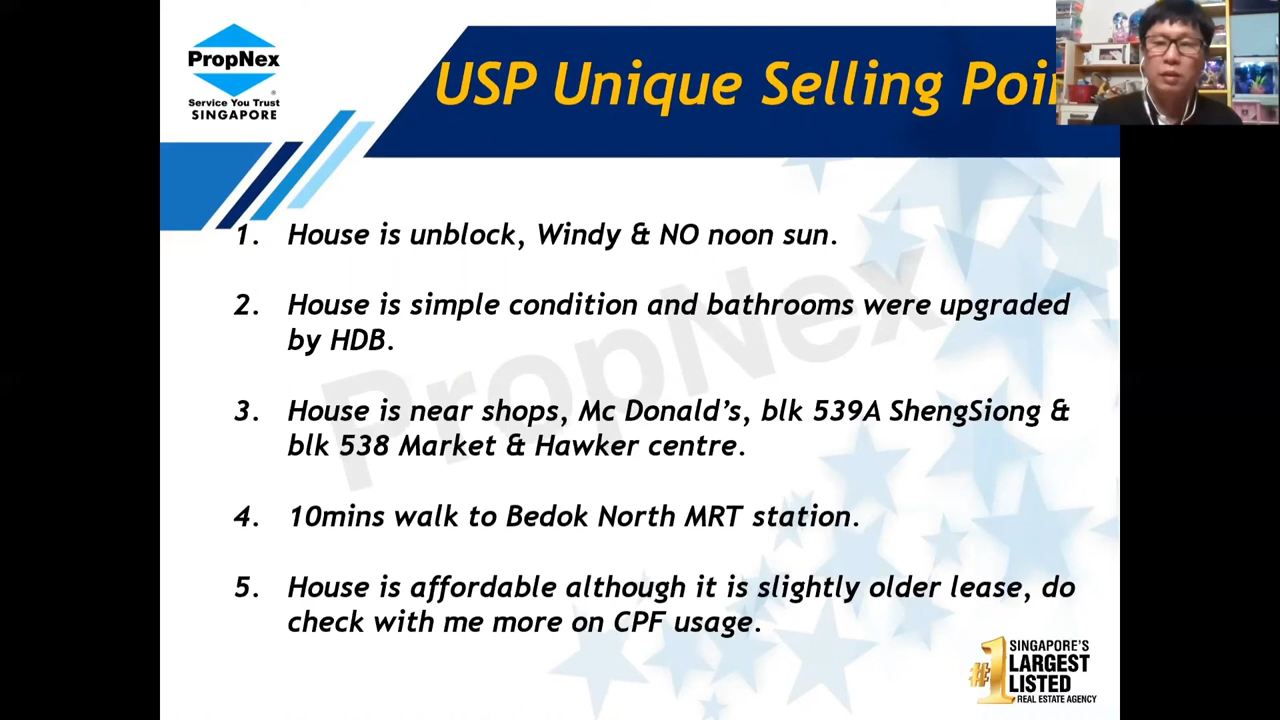 PropNex
Service You Trust
SINGAPORE
USP Unique Selling Poi
1. House is unblock, Windy & NO noon sun.
2. House is simple condition and bathrooms were upgraded
by HDB.
3. House is near shops, Mc Donald’s, blk 539A ShengSiong &
blk 538 Market & Hawker centre.
4. 10mins walk to Bedok North MRT station.
5. House is affordable although it is slightly older lease, do
check with me more on CPF usage.
PropNex
#1
SINGAPORE'S
LARGEST
LISTED
REAL ESTATE AGENCY